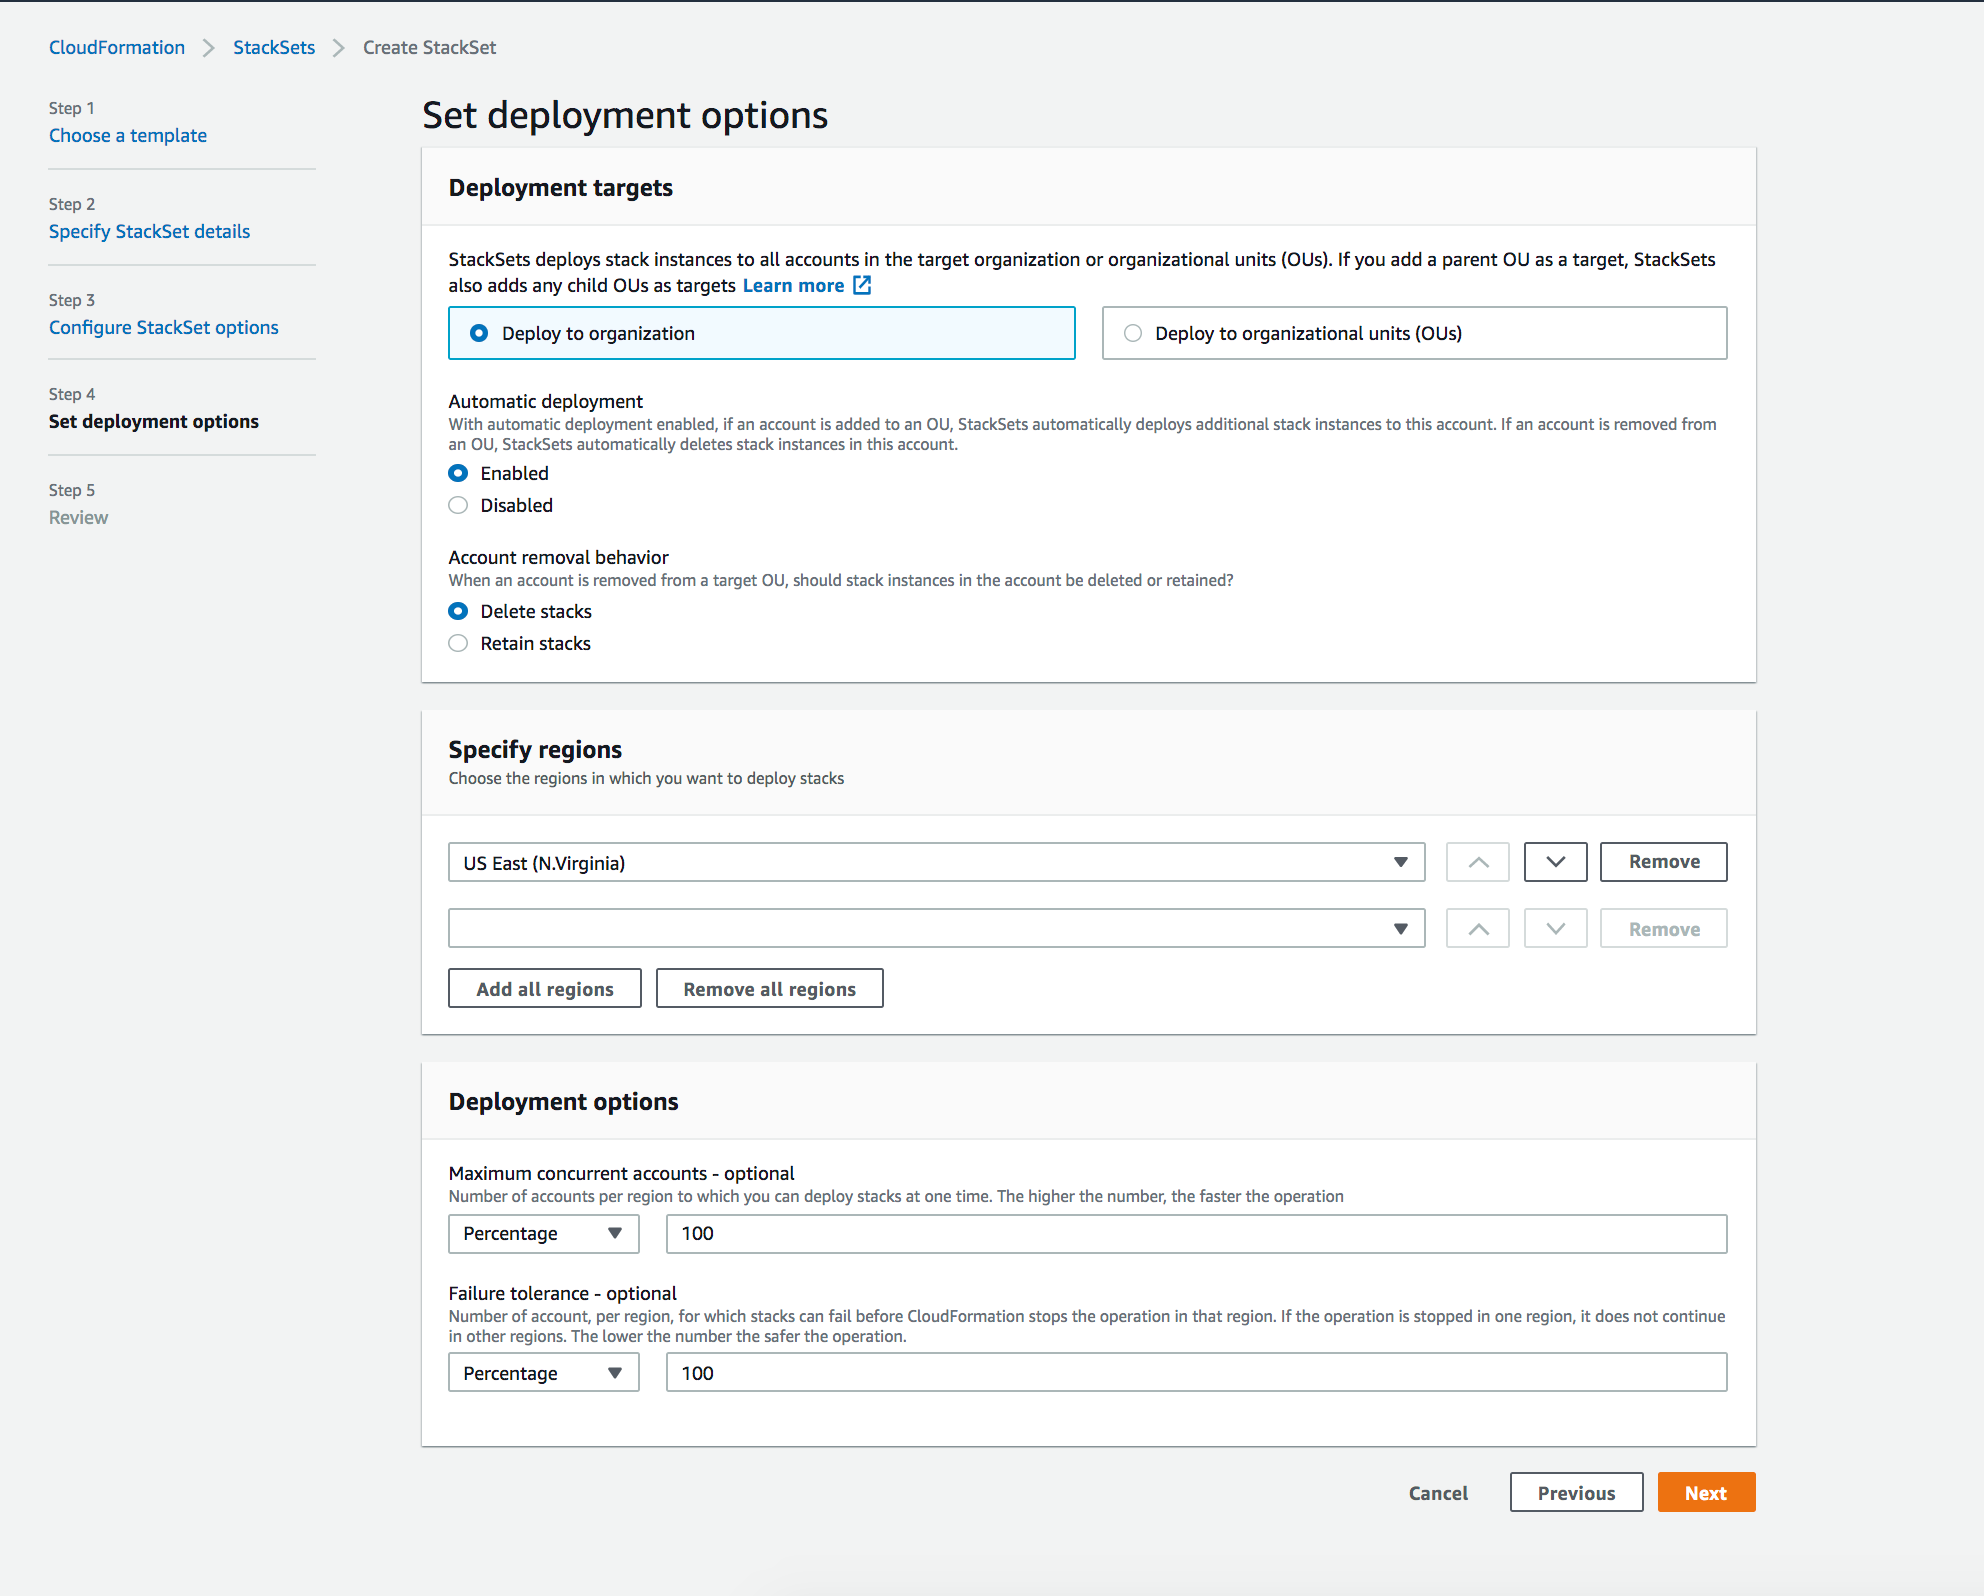 CloudFormation
StackSets
Create StackSet
Step 1
Choose a template
Step 2
Specify StackSet details
Step 3
Configure StackSet options
Step 4
Set deployment options
Step 5
Review
Set deployment options
Deployment targets
StackSets deploys stack instances to all accounts in the target organization or organizational units (OUs). If you add a parent OU as a target, StackSets
also adds any child OUs as targets Learn more
Deploy to organization
Deploy to organizational units (OUs)
Automatic deployment
With automatic deployment enabled, if an account is added to an OU, StackSets automatically deploys additional stack instances to this account. If an account is removed from
an OU, StackSets automatically deletes stack instances in this account.
Enabled
Disabled
Account removal behavior
When an account is removed from a target OU, should stack instances in the account be deleted or retained?
Delete stacks
Retain stacks
Specify regions
Choose the regions in which you want to deploy stacks
US East (N.Virginia)
Remove
Remove
Add all regions
Remove all regions
Deployment options
Maximum concurrent accounts - optional
Number of accounts per region to which you can deploy stacks at one time. The higher the number, the faster the operation
Percentage
100
Failure tolerance - optional
Number of account, per region, for which stacks can fail before CloudFormation stops the operation in that region. If the operation is stopped in one region, it does not continue
in other regions. The lower the number the safer the operation.
Percentage
100
Cancel
Previous
Next